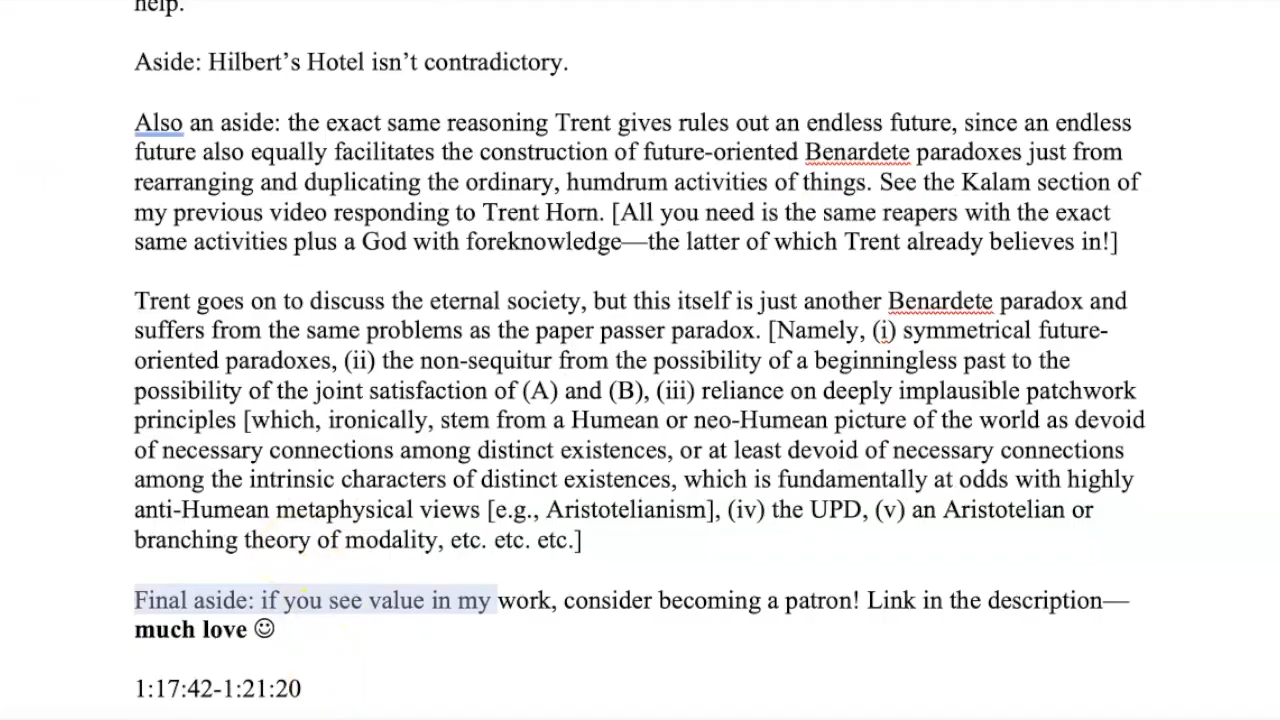 help.
Aside: Hilbert’s Hotel isn’t contradictory.
Also an aside: the exact same reasoning Trent gives rules out an endless future, since an endless
future also equally facilitates the construction of future-oriented Benardete paradoxes just from
rearranging and duplicating the ordinary, humdrum activities of things. See the Kalam section of
my previous video responding to Trent Horn. [All you need is the same reapers with the exact
same activities plus a God with foreknowledge—the latter of which Trent already believes in!]
Trent goes on to discuss the eternal society, but this itself is just another Benardete paradox and
suffers from the same problems as the paper passer paradox. [Namely, (i) symmetrical future-
oriented paradoxes, (ii) the non-sequitur from the possibility of a beginningless past to the
possibility of the joint satisfaction of (A) and (B), (iii) reliance on deeply implausible patchwork
principles [which, ironically, stem from a Humean or neo-Humean picture of the world as devoid
of necessary connections among distinct existences, or at least devoid of necessary connections
among the intrinsic characters of distinct existences, which is fundamentally at odds with highly
anti-Humean metaphysical views [e.g., Aristotelianism], (iv) the UPD, (v) an Aristotelian or
branching theory of modality, etc. etc. etc.]
Final aside: if you see value in my work, consider becoming a patron! Link in the description—
much love ☺
1:17:42-1:21:20